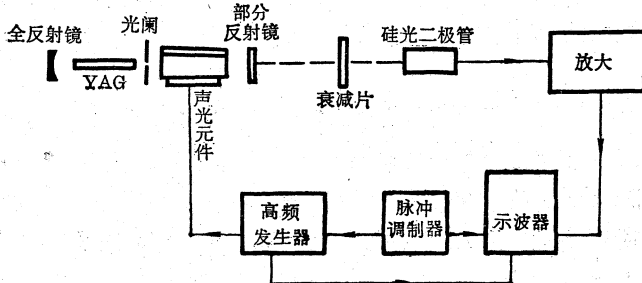 全反射镜
YAG
光阑
声光元件
部分
反射镜
衰减片
硅光二极管
放大
高频
发生器
脉冲
调制器
示波器